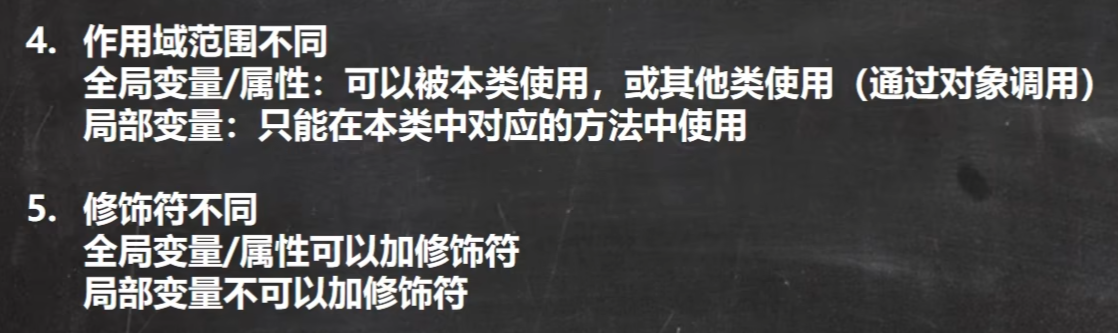 4. 作用域范围不同
全局变量/属性：可以被本类使用，或其他类使用（通过对象调用）
局部变量：只能在本类中对应的方法中使用
5. 修饰符不同
全局变量/属性可以加修饰符
局部变量不可以加修饰符